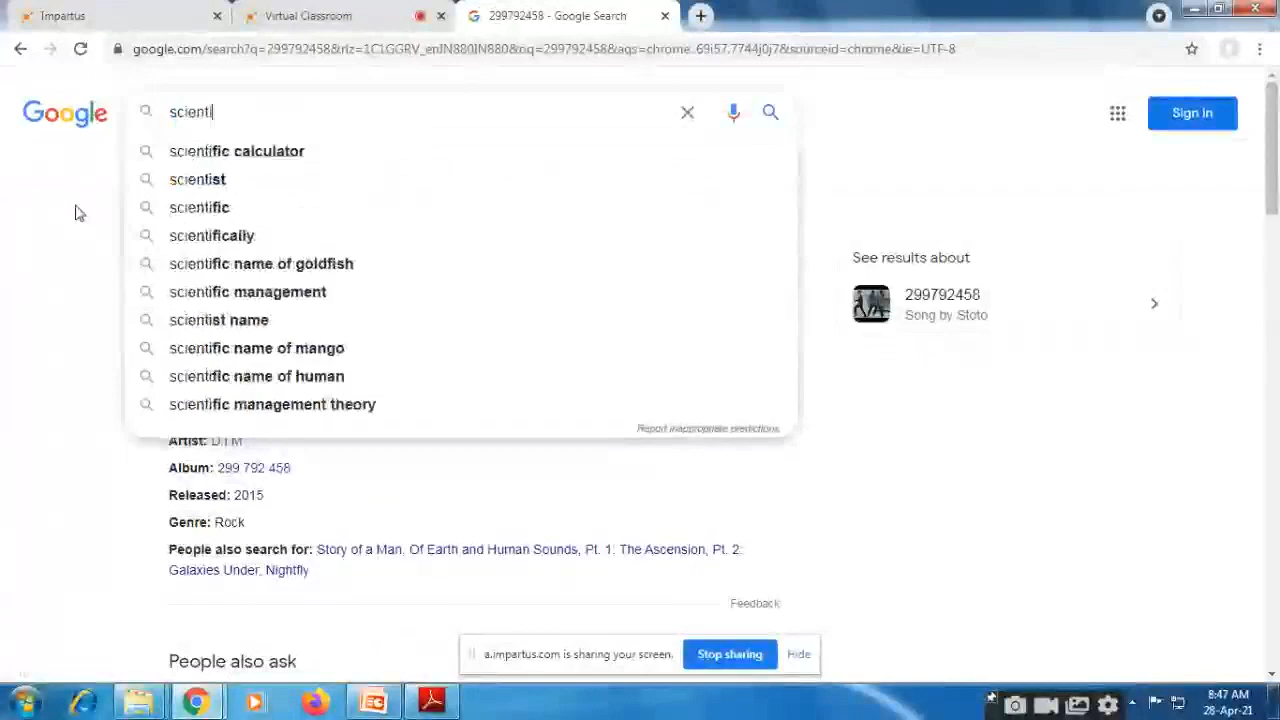 Impartus
Virtual Classroom
299792458 - Google Search
google.com/search?q=299792458&rlz=1C1GGRV_enIN880IN880&oq=299792458&aqs=chrome..69i57.7744j0j7&sourceid=chrome&ie=UTF-8
Google
scienti
Sign in
scientific calculator
scientist
scientific
scientifically
scientific name of goldfish
scientific management
scientist name
scientific name of mango
scientific name of human
scientific management theory
Report inappropriate predictions
See results about
299792458
Song by Stoto
Artist: D.I.M
Album: 299 792 458
Released: 2015
Genre: Rock
People also search for: Story of a Man. Of Earth and Human Sounds, Pt. 1: The Ascension, Pt. 2:
Galaxies Under, Nightfly
Feedback
People also ask
a.impartus.com is sharing your screen.
Stop sharing
Hide
8:47 AM
28-Apr-21